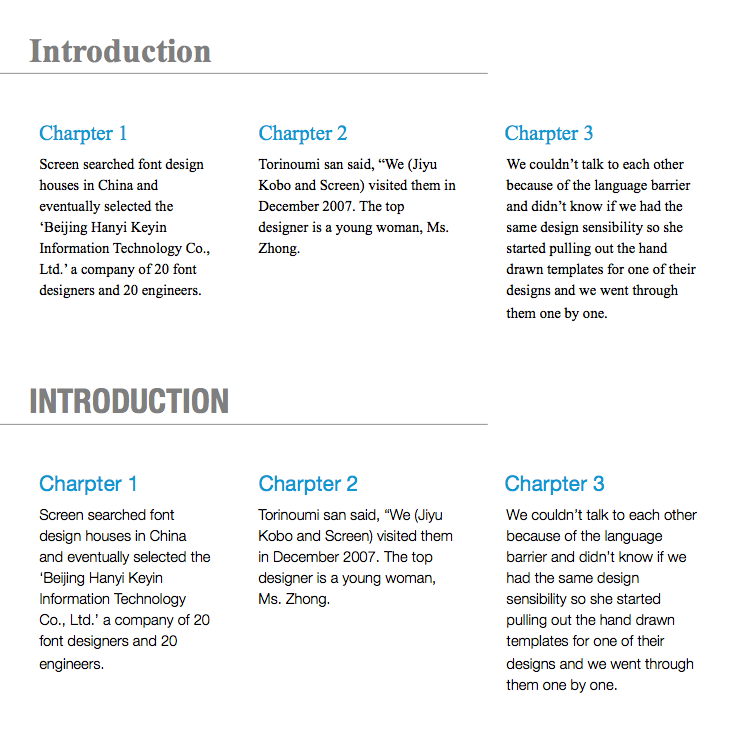 Introduction
Charpter 1
Screen searched font design
houses in China and
eventually selected the
‘Beijing Hanyi Keyin
Information Technology Co.,
Ltd.’ a company of 20 font
designers and 20 engineers.
Charpter 2
Torinoumi san said, “We (Jiyu
Kobo and Screen) visited them in
December 2007. The top
designer is a young woman, Ms.
Zhong.
Charpter 3
We couldn’t talk to each other
because of the language barrier
and didn’t know if we had the
same design sensibility so she
started pulling out the hand
drawn templates for one of their
designs and we went through
them one by one.
INTRODUCTION
Charpter 1
Screen searched font
design houses in China
and eventually selected the
‘Beijing Hanyi Keyin
Information Technology
Co., Ltd.’ a company of 20
font designers and 20
engineers.
Charpter 2
Torinoumi san said, “We (Jiyu
Kobo and Screen) visited them
in December 2007. The top
designer is a young woman,
Ms. Zhong.
Charpter 3
We couldn’t talk to each other
because of the language
barrier and didn’t know if we
had the same design
sensibility so she started
pulling out the hand drawn
templates for one of their
designs and we went through
them one by one.